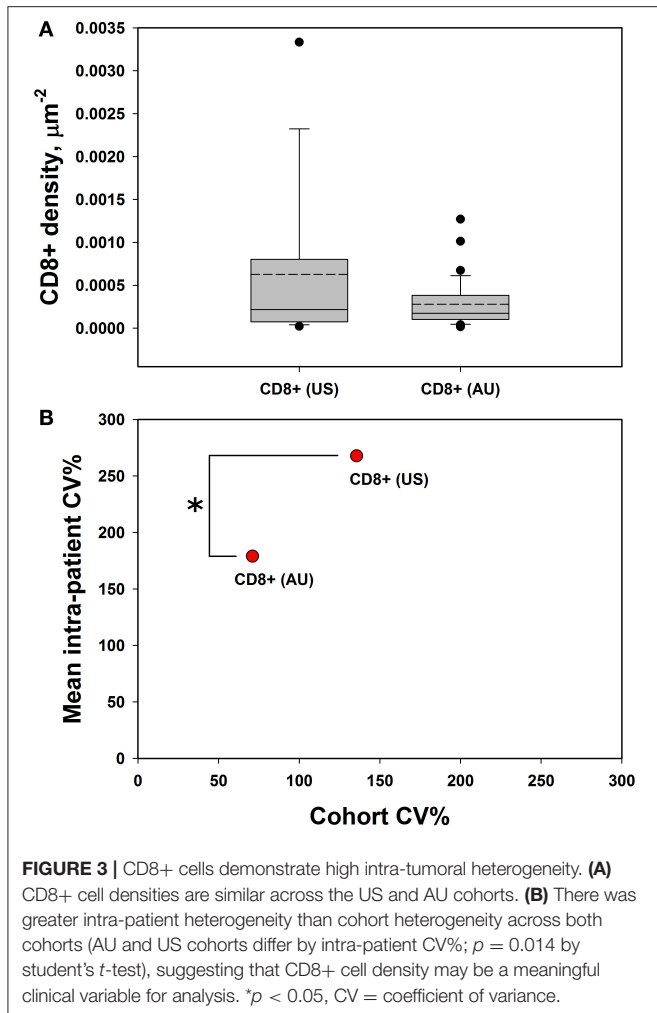 A
CD8+ density, μm-2
0.0035
0.0030
0.0025
0.0020
0.0015
0.0010
0.0005
0.0000
CD8+ (US)
CD8+ (AU)
B
Mean intra-patient CV%
300
250
200
150
100
50
0
*
CD8+ (US)
CD8+ (AU)
0 50 100 150 200 250 300
Cohort CV%
FIGURE 3 | CD8+ cells demonstrate high intra-tumoral heterogeneity. (A)
CD8+ cell densities are similar across the US and AU cohorts. (B) There was
greater intra-patient heterogeneity than cohort heterogeneity across both
cohorts (AU and US cohorts differ by intra-patient CV%; p = 0.014 by
student's t-test), suggesting that CD8+ cell density may be a meaningful
clinical variable for analysis. *p < 0.05, CV = coefficient of variance.